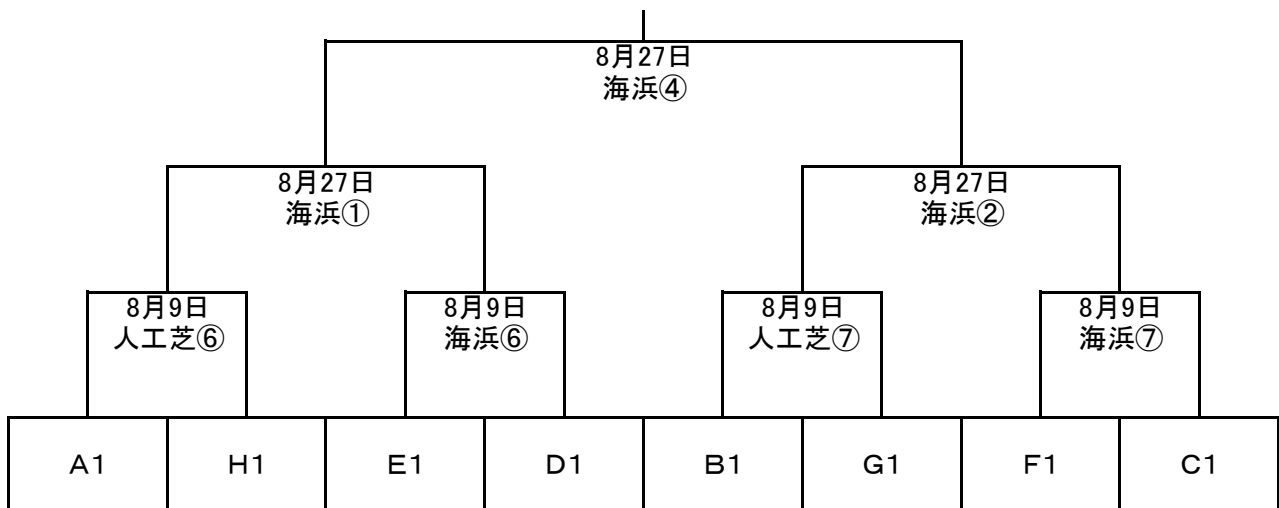 8月27日
海浜④
8月27日
海浜①
8月27日
海浜②
8月9日
人工芝⑥
8月9日
海浜⑥
8月9日
人工芝⑦
8月9日
海浜⑦
A1 H1 E1 D1 B1 G1 F1 C1